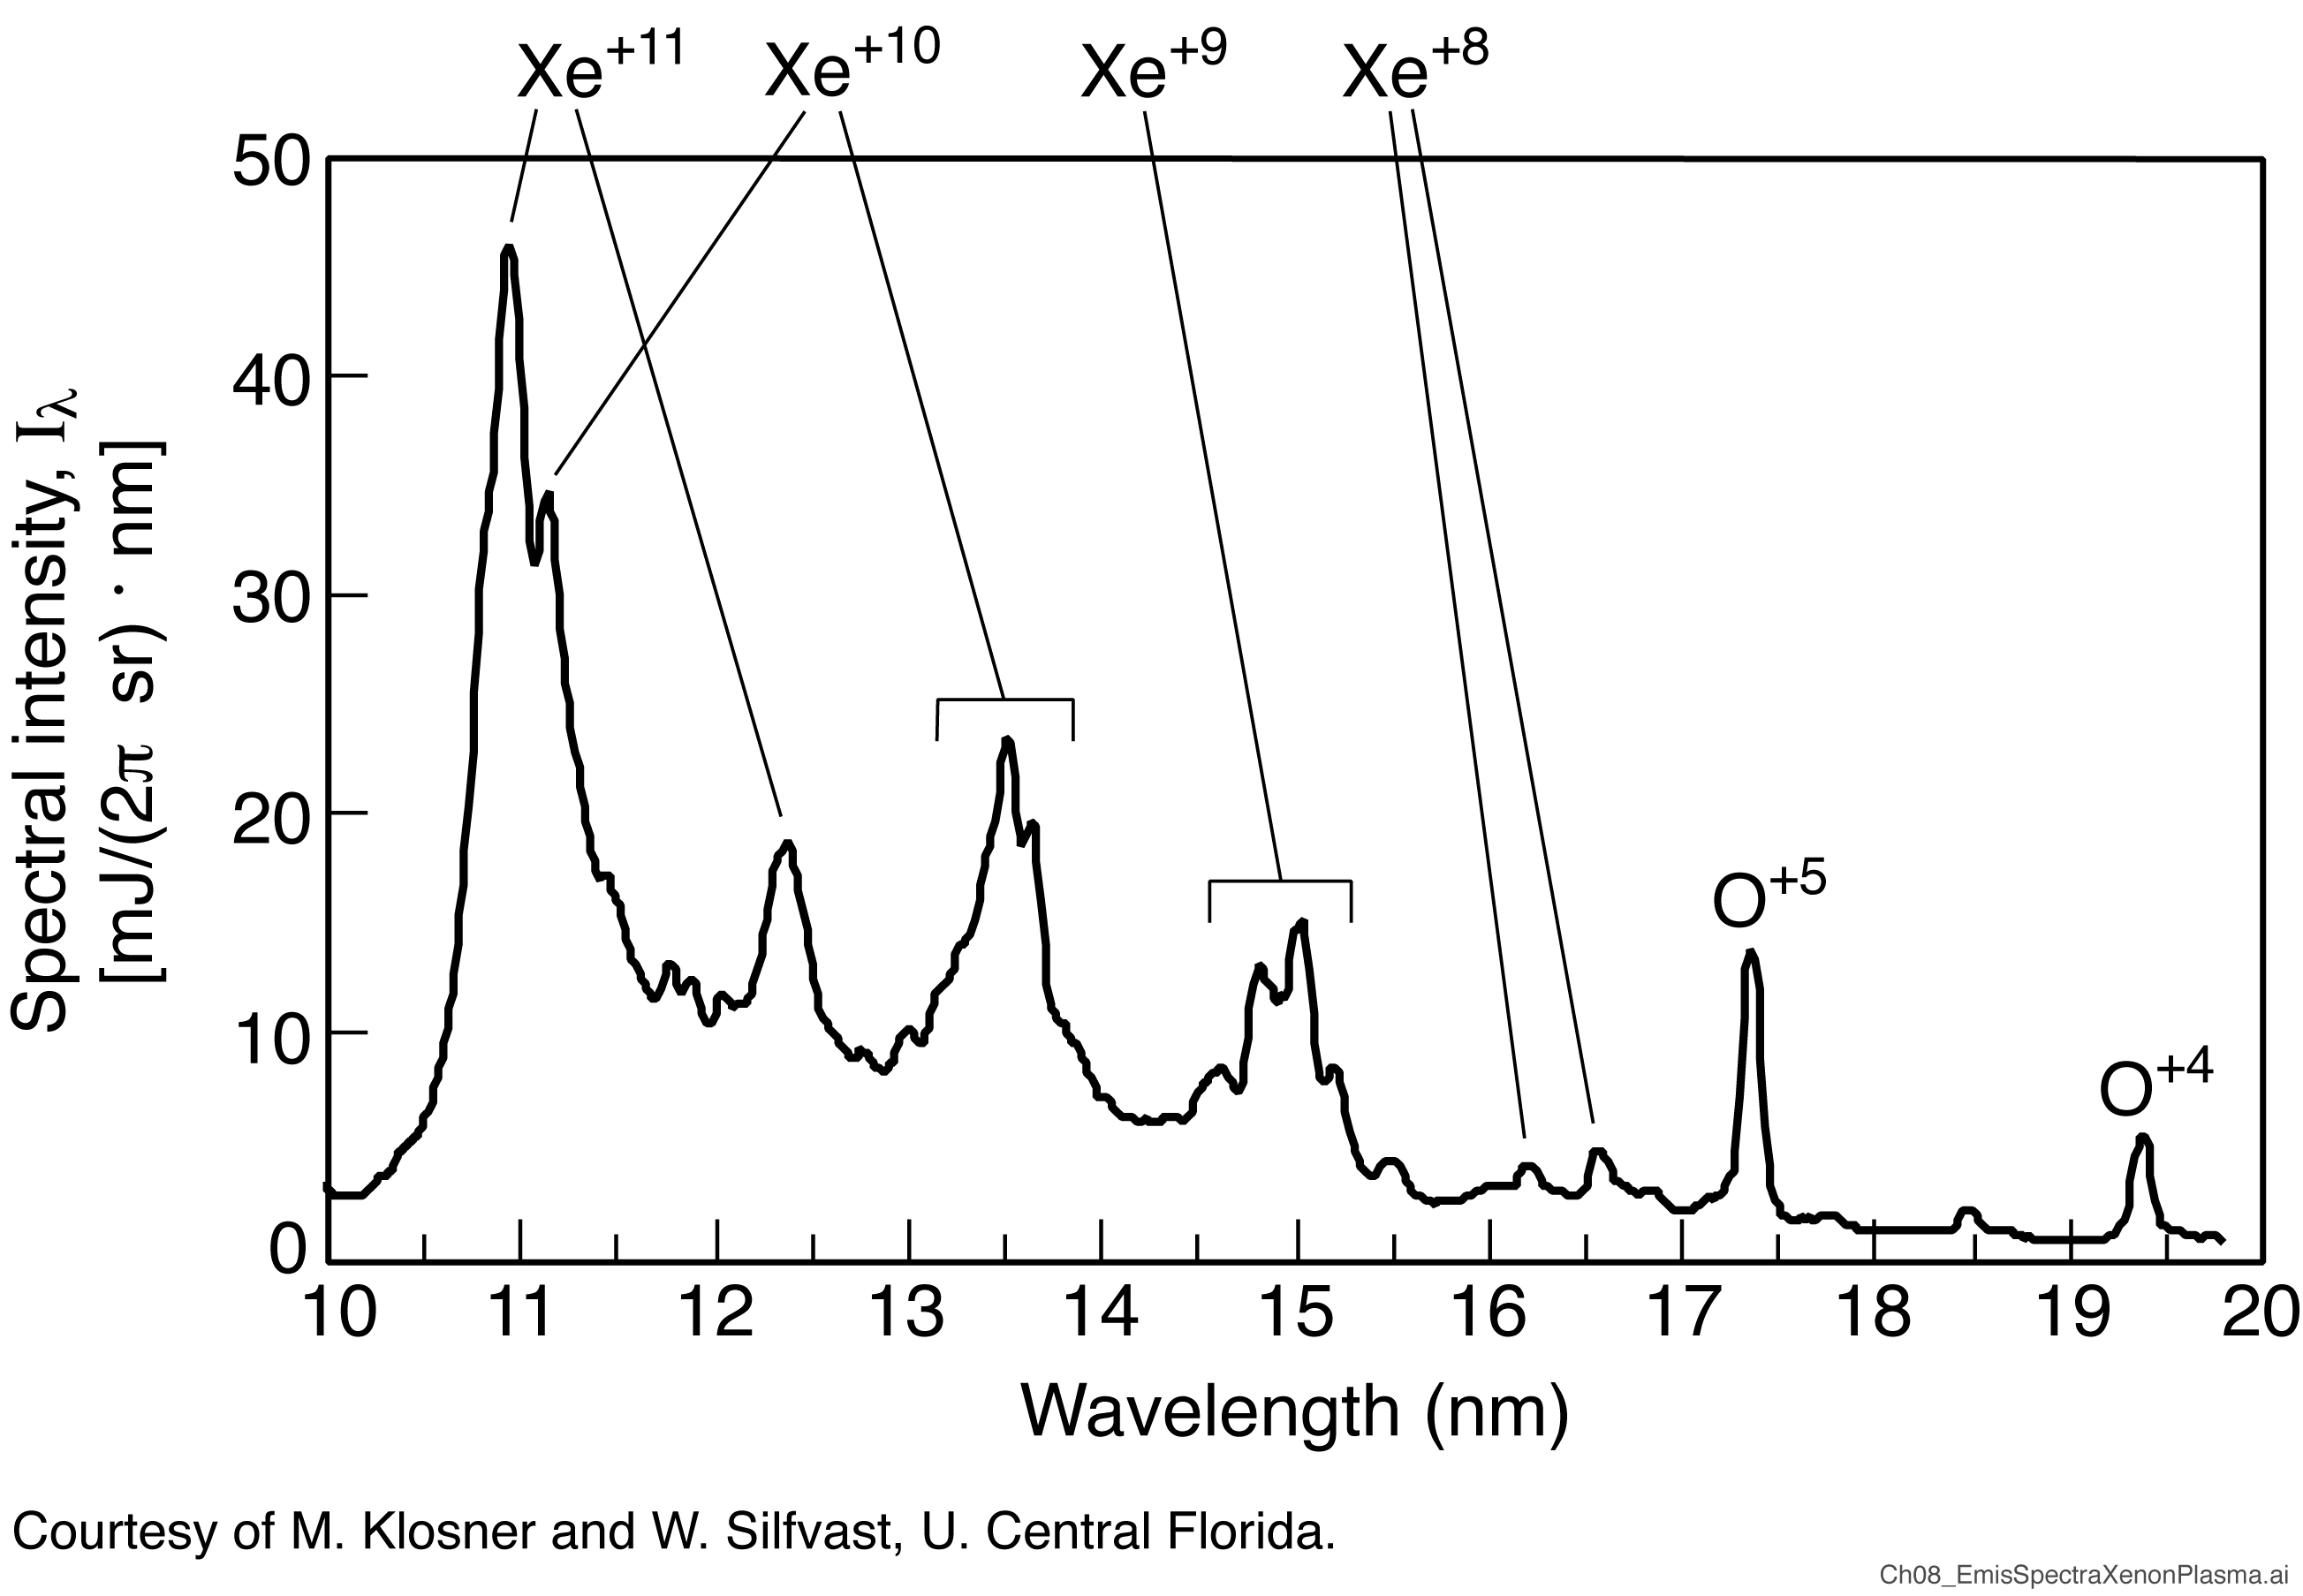 Xe+11 Xe+10 Xe+9 Xe+8
50
40
30
20
10
0
Spectral intensity, Iλ
[mJ/(2π sr) · nm]
O+5
O+4
10 11 12 13 14 15 16 17 18 19 20
Wavelength (nm)
Courtesy of M. Klosner and W. Silfvast, U. Central Florida.
Ch08_EmisSpectraXenonPlasma.ai